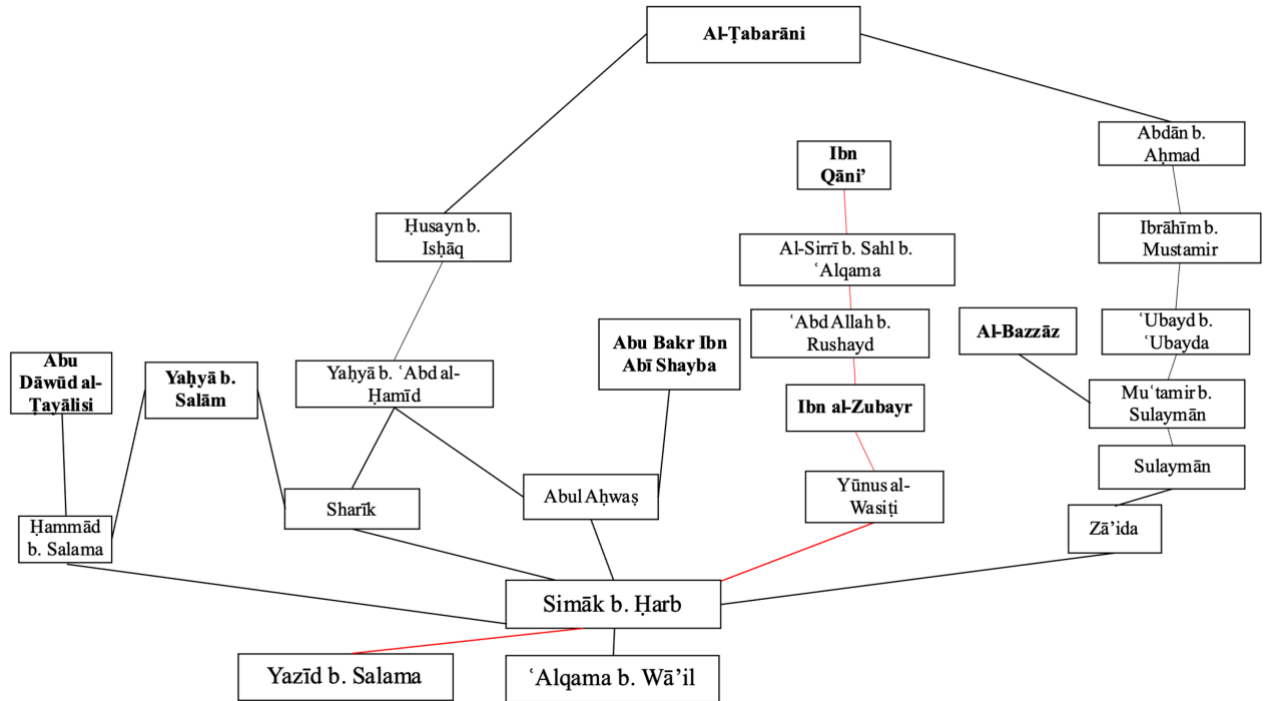 Al-Ṭabarāni
Abdān b.
Aḥmad
Ibn
Qāni’
Ḥusayn b.
Isḥāq
Al-Sirrī b. Sahl b.
ʿAlqama
Ibrāhīm b.
Mustamir
Abu
Dāwūd al-
Ṭayālisi
Yaḥyā b.
Salām
Yaḥyā b. ʿAbd al-
Ḥamīd
Abu Bakr Ibn
Abī Shayba
ʿAbd Allah b.
Rushayd
Al-Bazzāz
ʿUbayd b.
ʿUbayda
Ibn al-Zubayr
Muʿtamir b.
Sulaymān
Ḥammād
b. Salama
Sharīk
Abul Aḥwaṣ
Yūnus al-
Wasiṭi
Sulaymān
Zā’ida
Simāk b. Ḥarb
Yazīd b. Salama
ʿAlqama b. Wā’il